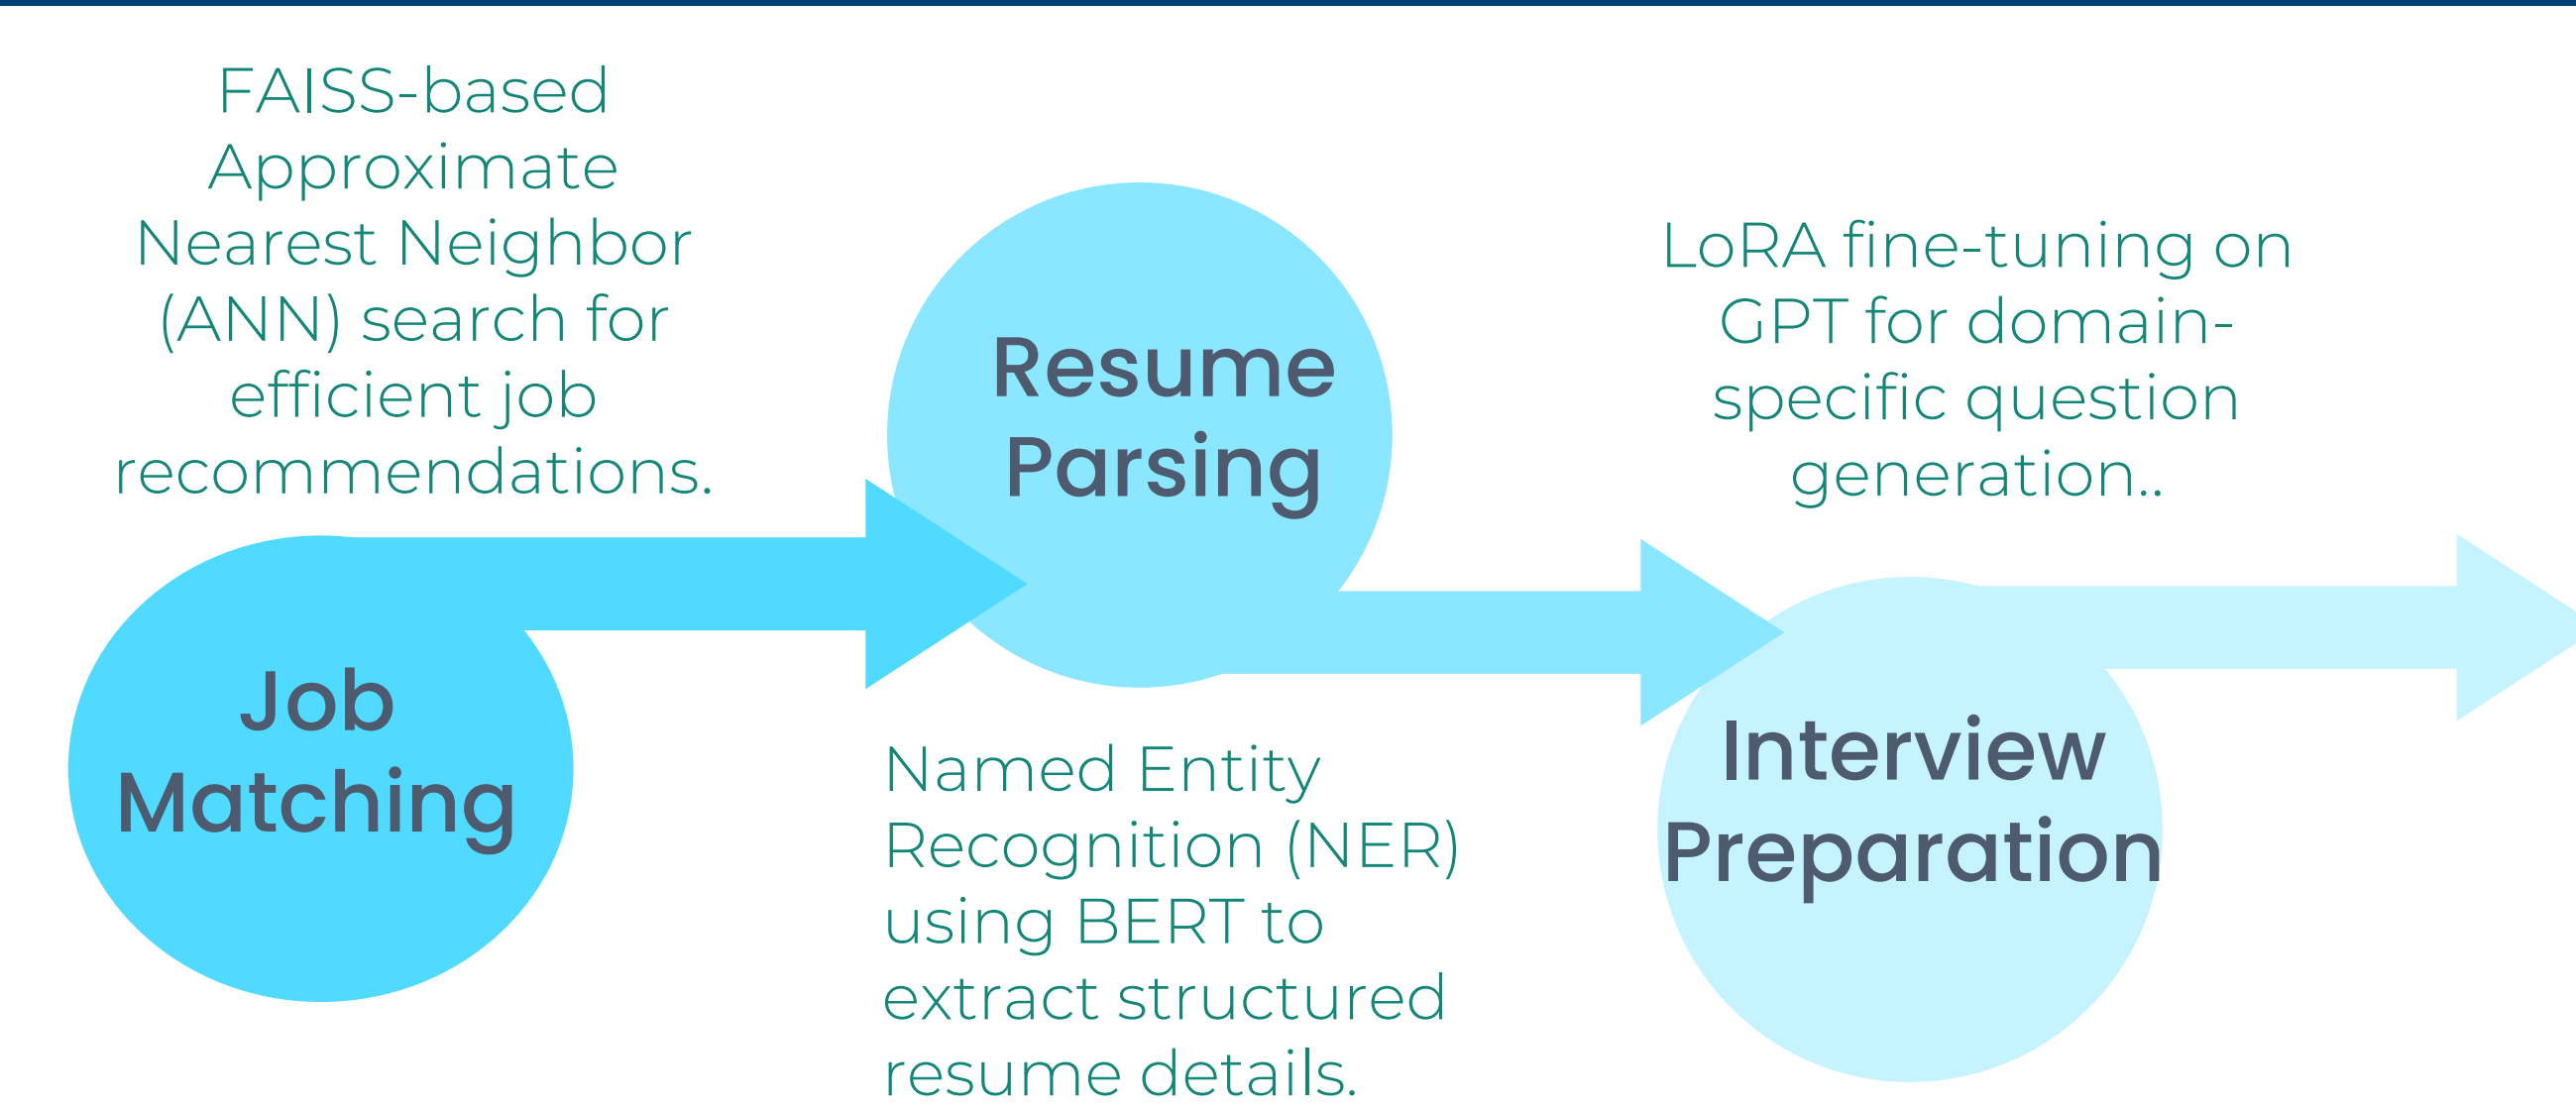 FAISS-based
Approximate
Nearest Neighbor
(ANN) search for
efficient job
recommendations.
Job
Matching
Resume
Parsing
Named Entity
Recognition (NER)
using BERT to
extract structured
resume details.
LoRA fine-tuning on
GPT for domain-
specific question
generation..
Interview
Preparation